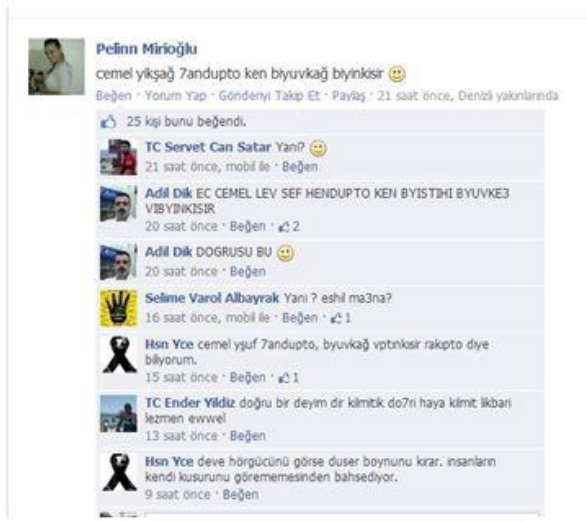 Pelinn Mirioğlu
cemel yikşağ 7andupto ken biyuvkağ biyinkisir
Beğen · Yorum Yap · Gönderiyi Takip Et · Paylaş · 21 saat önce, Denizli yakınlarında
25 kişi bunu beğendi.
TC Servet Can Satar Yani?
21 saat önce, mobil ile · Beğen
Adil Dik EC CEMEL LEV SEF HENDUPTO KEN BYISTIHI BYUVKE3
VIBYINKISIR
20 saat önce · Beğen · 2
Adil Dik DOGRUSU BU
20 saat önce · Beğen
Selime Varol Albayrak Yani ? eshil ma3na?
16 saat önce, mobil ile · Beğen · 1
Hsn Yce cemel yşuf 7andupto, byuvkağ vptınkısir rakıpto diye
biliyorum.
15 saat önce · Beğen · 1
TC Ender Yildiz doğru bir deyim dir kilmitik do7ri haya kilmit likbari
lezmen ewwel
13 saat önce · Beğen
Hsn Yce deve hörgücünü görse duser boynunu kırar. insanların
kendi kusurunu görememesinden bahsediyor.
9 saat önce · Beğen